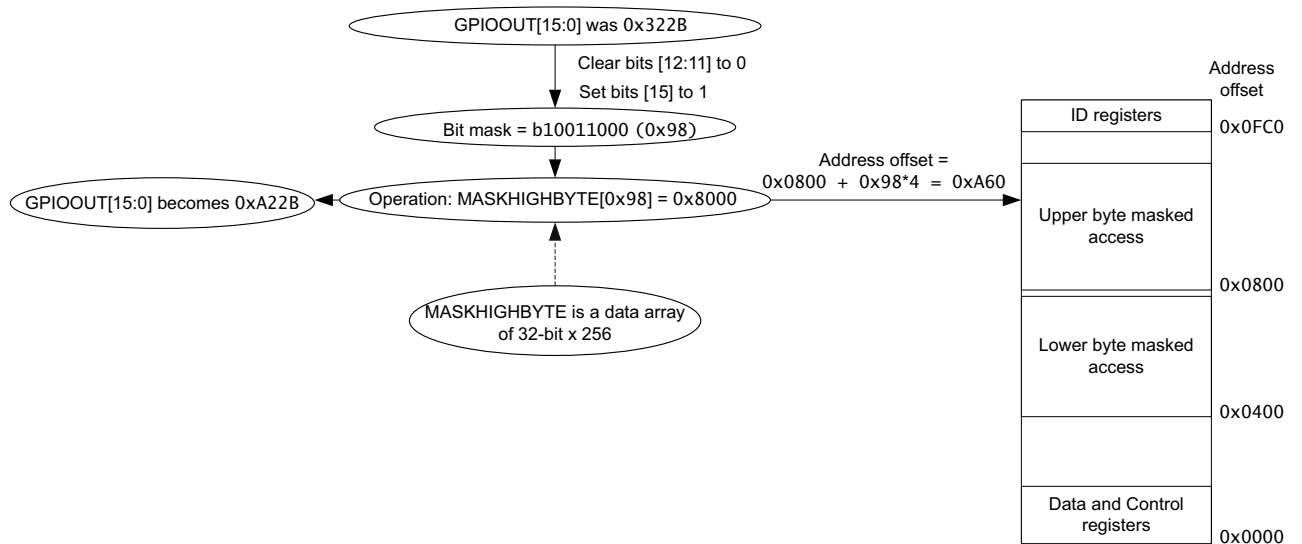 GPIOOUT[15:0] was 0x322B
Clear bits [12:11] to 0
Set bits [15] to 1
Bit mask = b10011000 (0x98)
Operation: MASKHIGHBYTE[0x98] = 0x8000
GPIOOUT[15:0] becomes 0xA22B
MASKHIGHBYTE is a data array
of 32-bit x 256
Address offset =
0x0800 + 0x98*4 = 0xA60
Address
offset
ID registers
0x0FC0
Upper byte masked
access
0x0800
Lower byte masked
access
0x0400
Data and Control
registers
0x0000